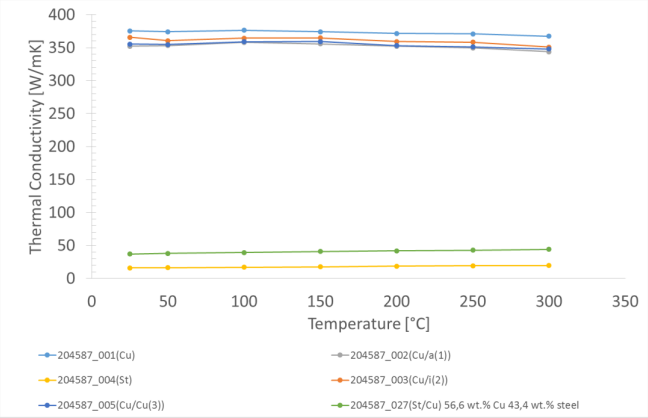 400
350
300
250
200
150
100
50
0
Thermal Conductivity [W/mK]
0 50 100 150 200 250 300 350
Temperature [°C]
204587_001(Cu) 204587_002(Cu/a(1))
204587_004(St) 204587_003(Cu/i(2))
204587_005(Cu/Cu(3)) 204587_027(St/Cu) 56,6 wt.% Cu 43,4 wt.% steel